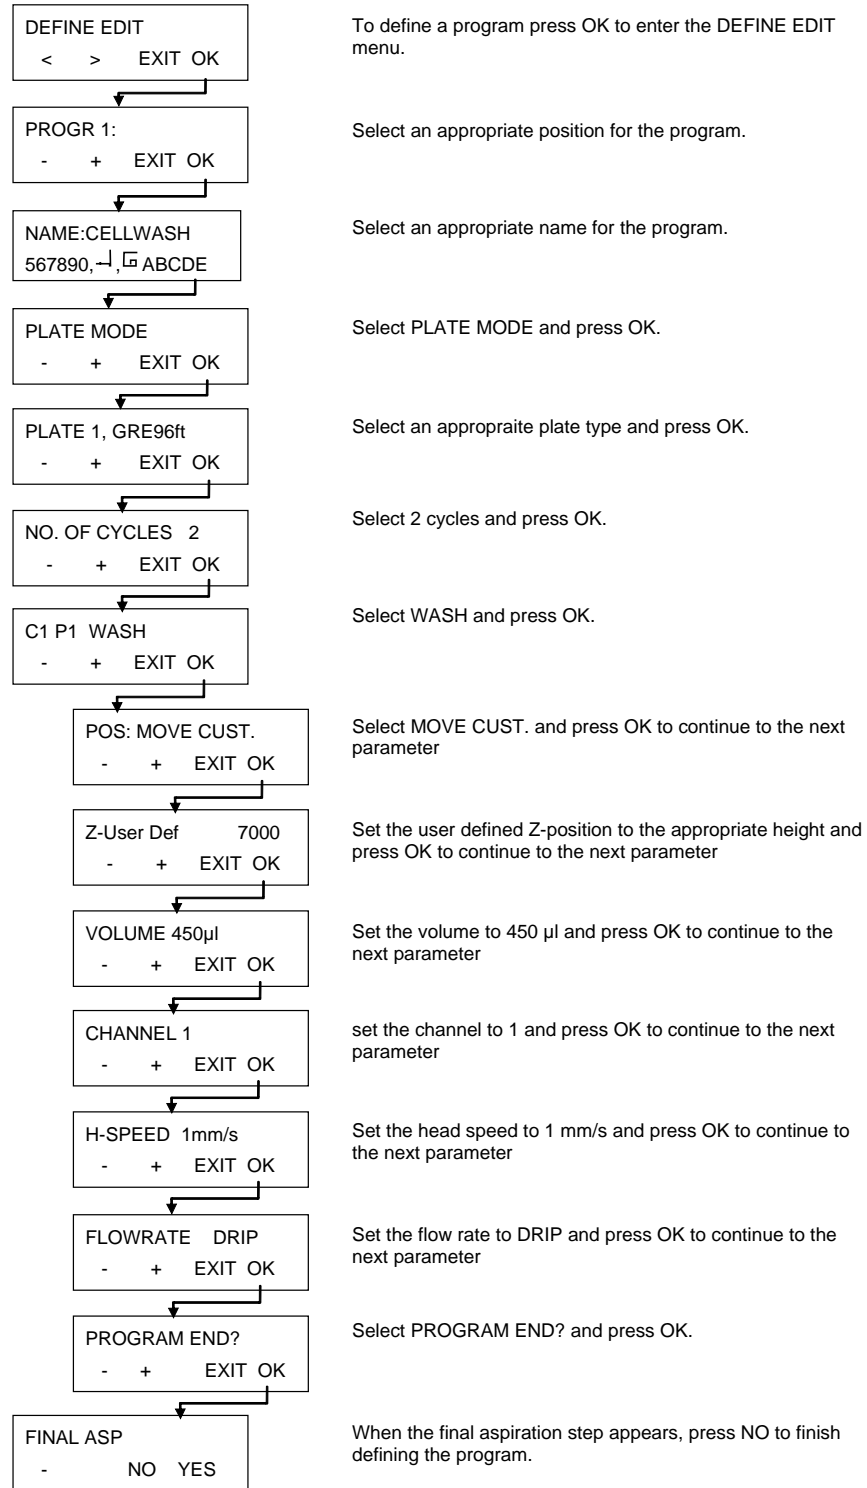 DEFINE EDIT
< > EXIT OK
To define a program press OK to enter the DEFINE EDIT
menu.
PROGR 1:
- + EXIT OK
Select an appropriate position for the program.
NAME:CELLWASH
567890, , ABCDE
Select an appropriate name for the program.
PLATE MODE
- + EXIT OK
Select PLATE MODE and press OK.
PLATE 1, GRE96ft
- + EXIT OK
Select an appropraite plate type and press OK.
NO. OF CYCLES 2
- + EXIT OK
Select 2 cycles and press OK.
C1 P1 WASH
- + EXIT OK
Select WASH and press OK.
POS: MOVE CUST.
- + EXIT OK
Select MOVE CUST. and press OK to continue to the next
parameter
Z-User Def 7000
- + EXIT OK
Set the user defined Z-position to the appropriate height and
press OK to continue to the next parameter
VOLUME 450µl
- + EXIT OK
Set the volume to 450 µl and press OK to continue to the
next parameter
CHANNEL 1
- + EXIT OK
set the channel to 1 and press OK to continue to the next
parameter
H-SPEED 1mm/s
- + EXIT OK
Set the head speed to 1 mm/s and press OK to continue to
the next parameter
FLOWRATE DRIP
- + EXIT OK
Set the flow rate to DRIP and press OK to continue to the
next parameter
PROGRAM END?
- + EXIT OK
Select PROGRAM END? and press OK.
FINAL ASP
- NO YES
When the final aspiration step appears, press NO to finish
defining the program.